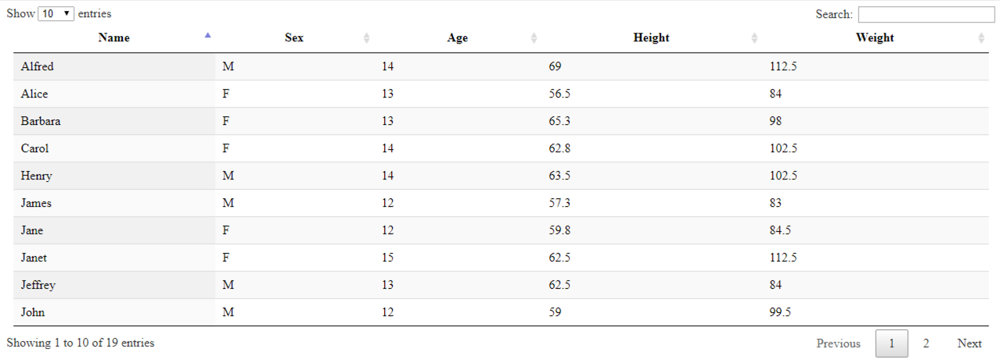 Show 10 entries Search:
Name Sex Age Height Weight
Alfred M 14 69 112.5
Alice F 13 56.5 84
Barbara F 13 65.3 98
Carol F 14 62.8 102.5
Henry M 14 63.5 102.5
James M 12 57.3 83
Jane F 12 59.8 84.5
Janet F 15 62.5 112.5
Jeffrey M 13 62.5 84
John M 12 59 99.5
Showing 1 to 10 of 19 entries Previous 1 2 Next